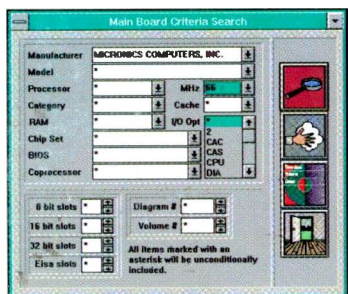 Main Board Criteria Search
Manufacturer MICRONICS COMPUTERS, INC.
Model *
Processor * MHz 66
Category * Cache *
RAM * I/O Opt *
Chip Set * 2
CAC
BIOS * CAS
CPU
Coprocessor * DIA
8 bit slots * Diagram # *
16 bit slots * Volume # *
32 bit slots *
Eisa slots *
All items marked with an
asterisk will be unconditionally
included.